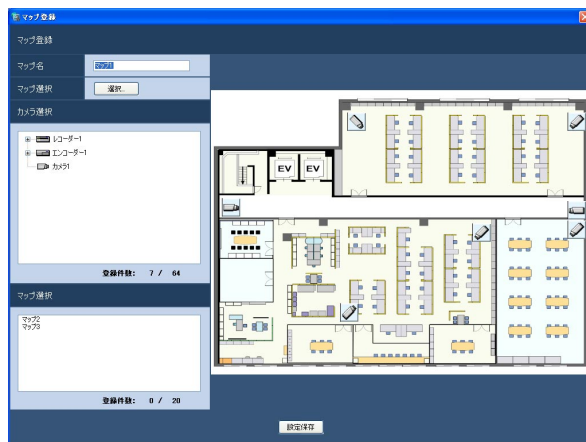 マップ登録
マップ登録
マップ名
マップ1
マップ選択
選択...
カメラ選択
レコーダー1
エンコーダー1
カメラ1
登録件数: 7 / 64
マップ選択
マップ2
マップ3
登録件数: 0 / 20
EV
EV
設定保存